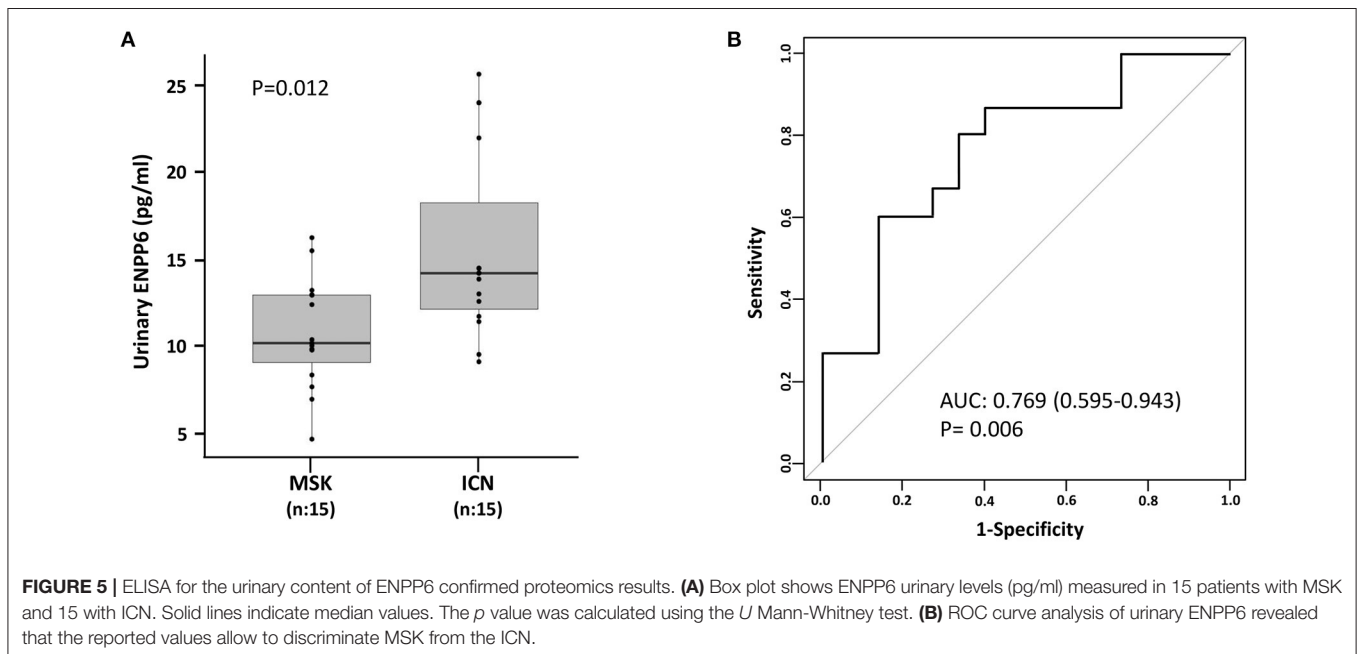 A
P=0.012
Urinary ENPP6 (pg/ml)
25
20
15
10
5
MSK
(n:15)
ICN
(n:15)
B
Sensitivity
1.0
0.8
0.6
0.4
0.2
0.0
AUC: 0.769 (0.595-0.943)
P= 0.006
0.0 0.2 0.4 0.6 0.8 1.0
1-Specificity
FIGURE 5 | ELISA for the urinary content of ENPP6 confirmed proteomics results. (A) Box plot shows ENPP6 urinary levels (pg/ml) measured in 15 patients with MSK
and 15 with ICN. Solid lines indicate median values. The p value was calculated using the U Mann-Whitney test. (B) ROC curve analysis of urinary ENPP6 revealed
that the reported values allow to discriminate MSK from the ICN.